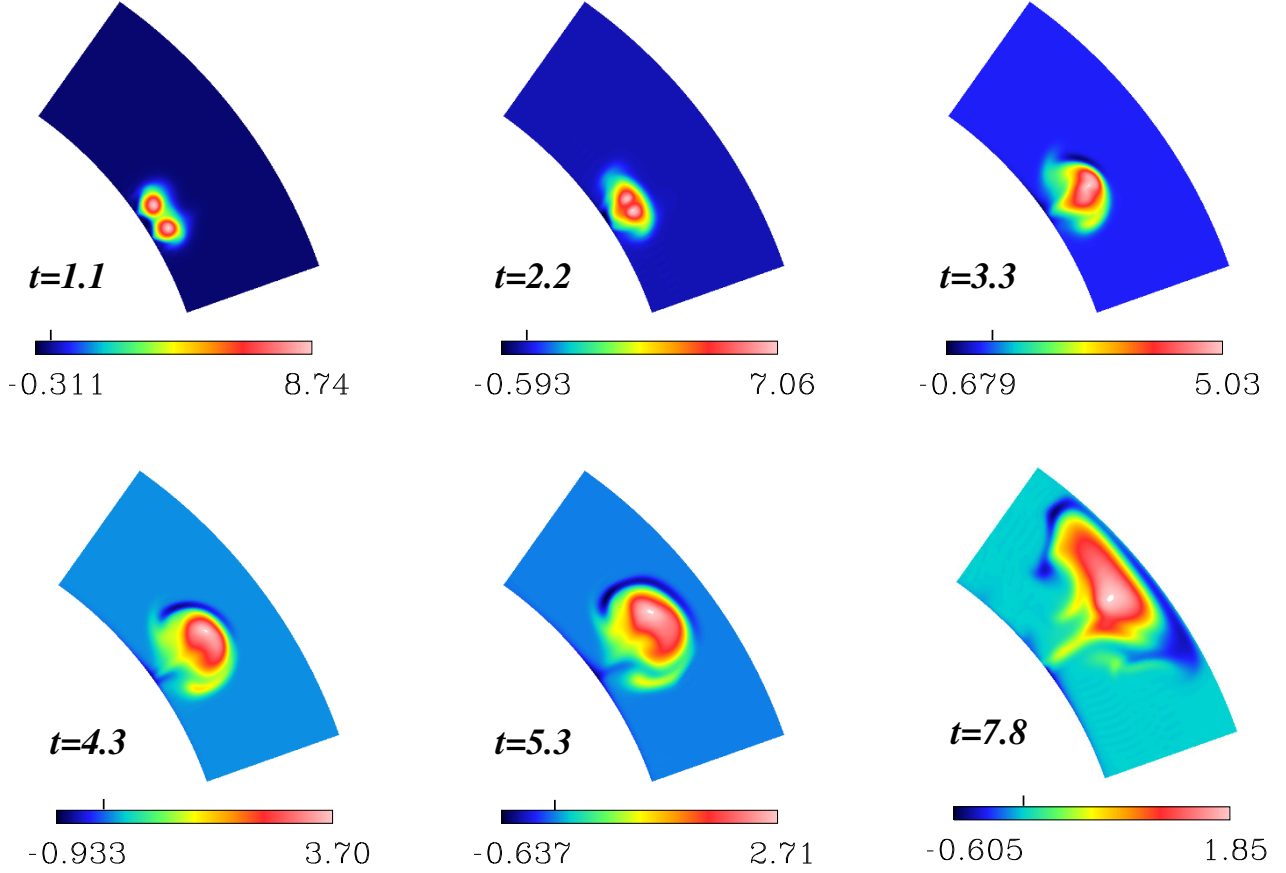 t=1.1
t=2.2
t=3.3
-0.311 8.74
-0.593 7.06
-0.679 5.03
t=4.3
t=5.3
t=7.8
-0.933 3.70
-0.637 2.71
-0.605 1.85